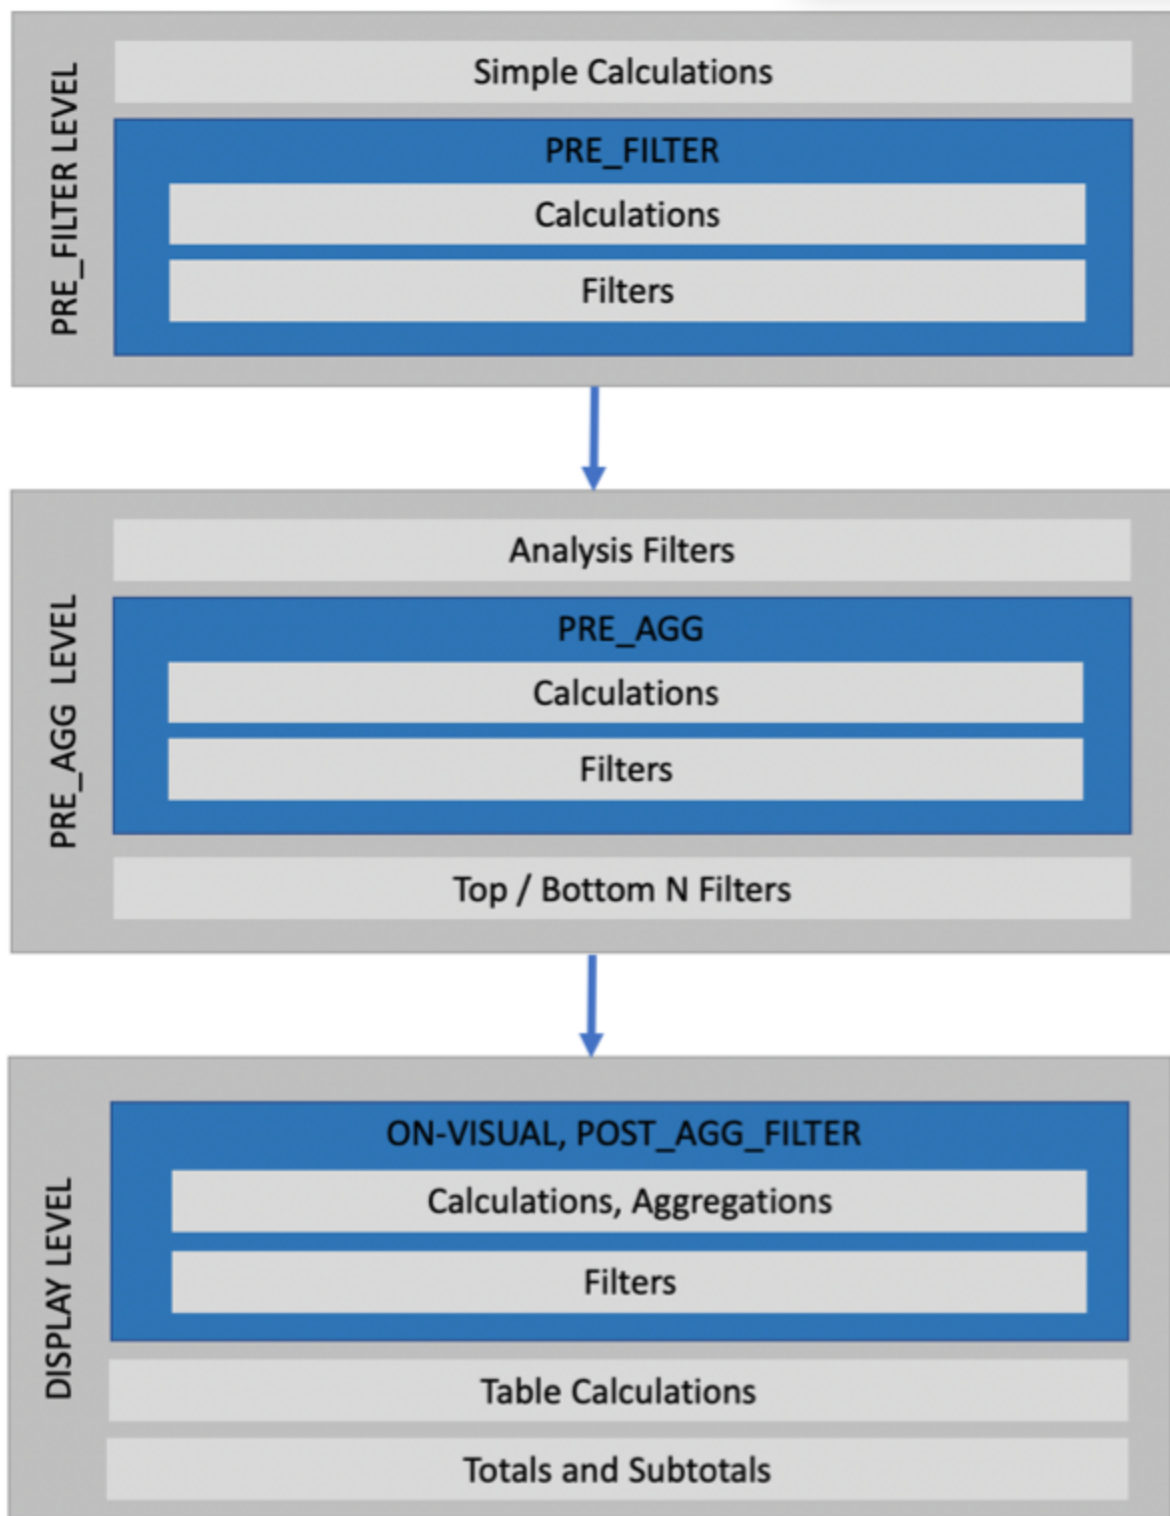 PRE_FILTER LEVEL
Simple Calculations
PRE_FILTER
Calculations
Filters
PRE_AGG LEVEL
Analysis Filters
PRE_AGG
Calculations
Filters
Top / Bottom N Filters
DISPLAY LEVEL
ON-VISUAL, POST_AGG_FILTER
Calculations, Aggregations
Filters
Table Calculations
Totals and Subtotals